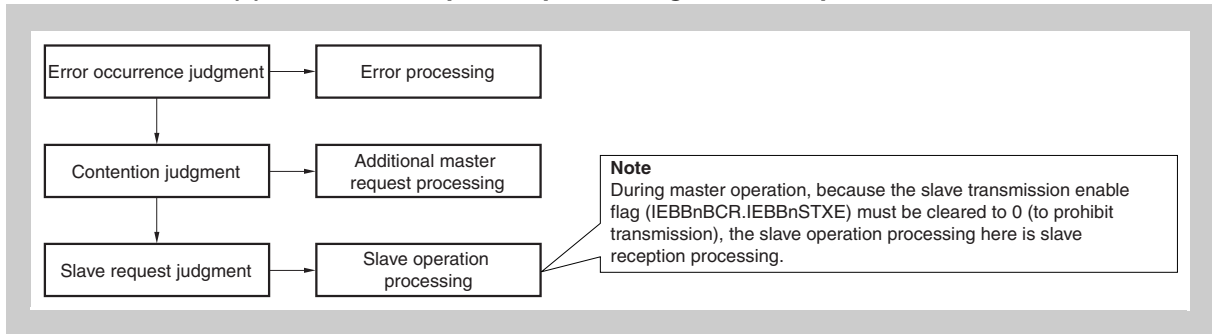 Error occurrence judgment
Error processing
Contention judgment
Additional master
request processing
Note
During master operation, because the slave transmission enable
flag (IEBBnBCR.IEBBnSTXE) must be cleared to 0 (to prohibit
transmission), the slave operation processing here is slave
reception processing.
Slave request judgment
Slave operation
processing